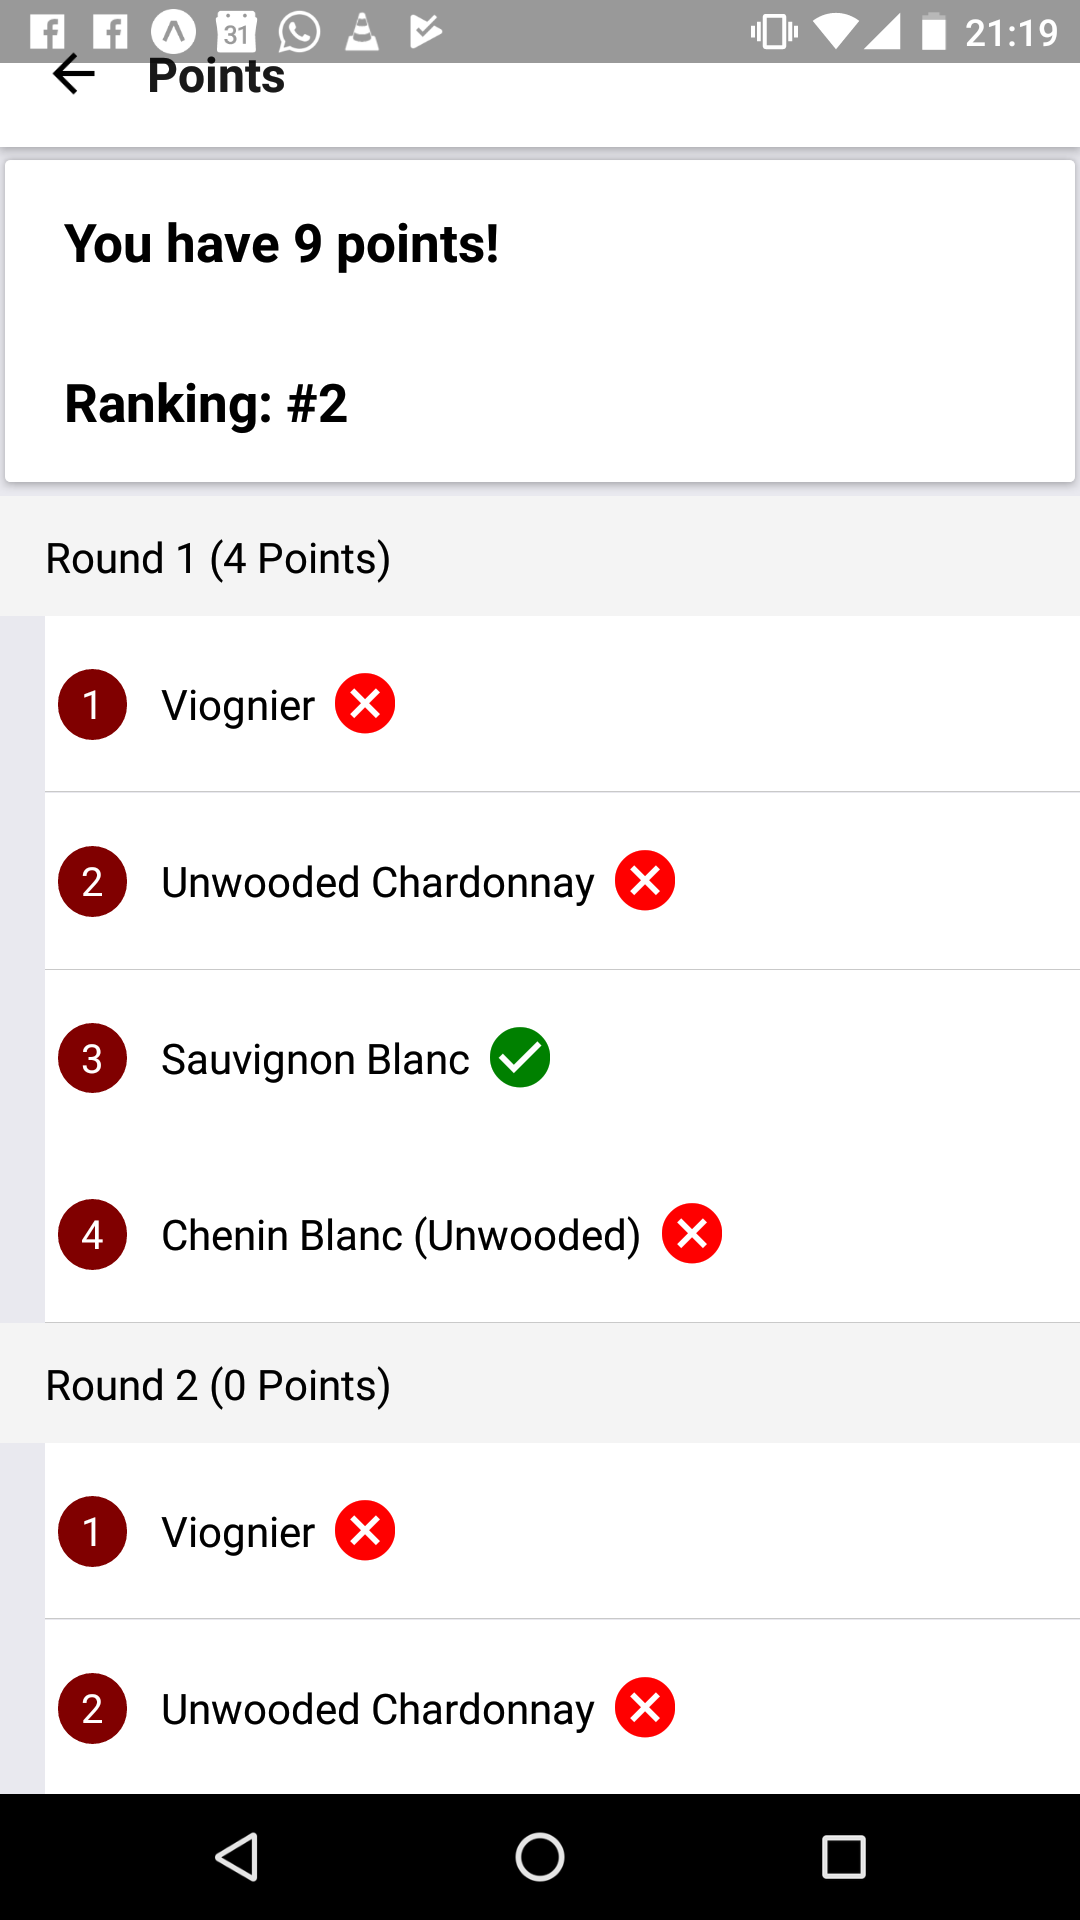 31 21:19
Points
You have 9 points!
Ranking: #2
Round 1 (4 Points)
1 Viognier
2 Unwooded Chardonnay
3 Sauvignon Blanc
4 Chenin Blanc (Unwooded)
Round 2 (0 Points)
1 Viognier
2 Unwooded Chardonnay